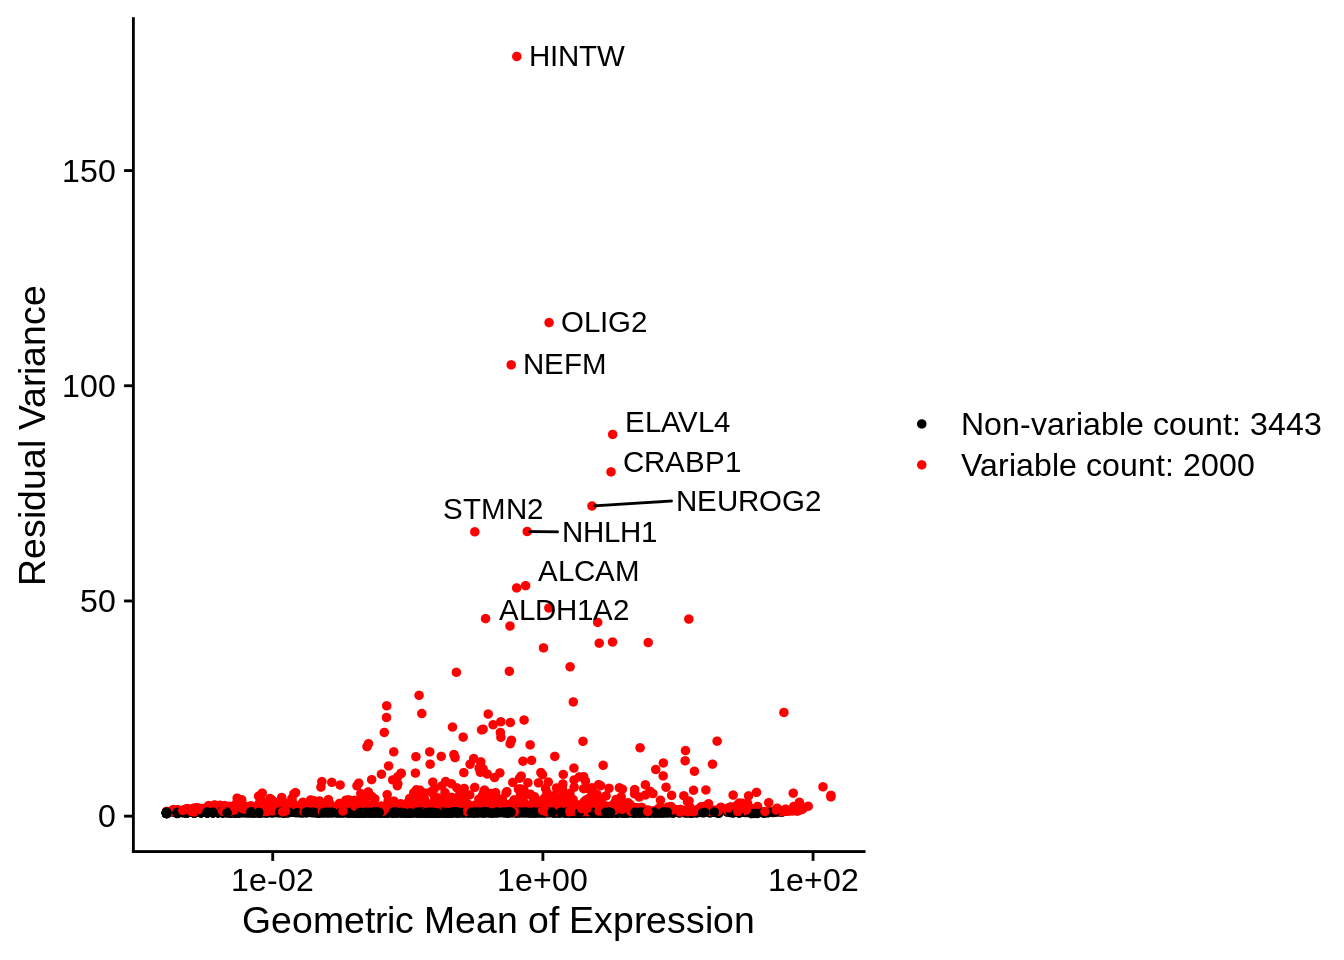 HINTW
150
OLIG2
NEFM
100
ELAVL4
Non-variable count: 3443
CRABP1
Variable count: 2000
NEUROG2
STMN2
NHLH1
ALCAM
50
ALDH1A2
0
Residual Variance
1e-02
1e+00
1e+02
Geometric Mean of Expression